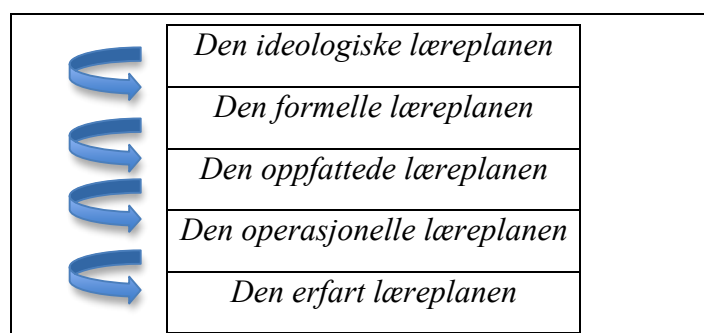 Den ideologiske læreplanen
Den formelle læreplanen
Den oppfattede læreplanen
Den operasjonelle læreplanen
Den erfart læreplanen